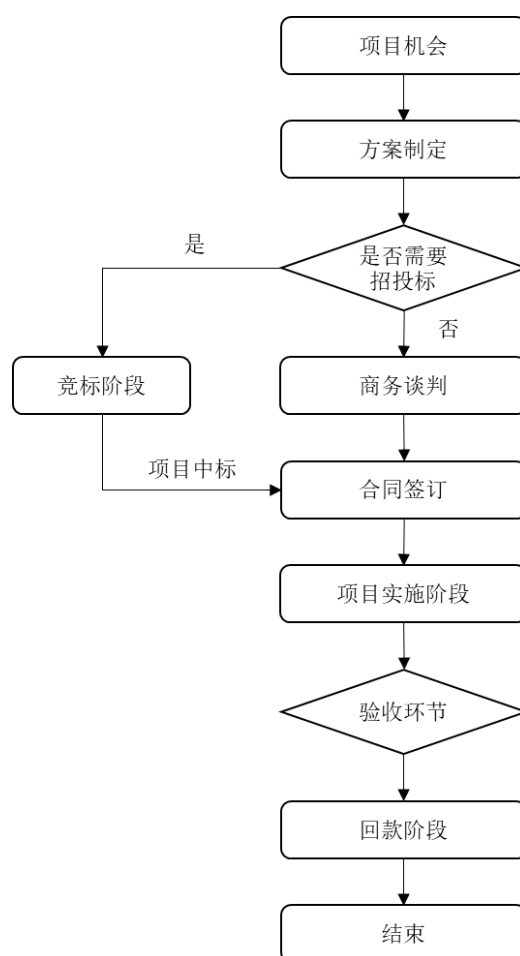 项目机会
方案制定
是否需要
招投标
是
否
竞标阶段
商务谈判
项目中标
合同签订
项目实施阶段
验收环节
回款阶段
结束